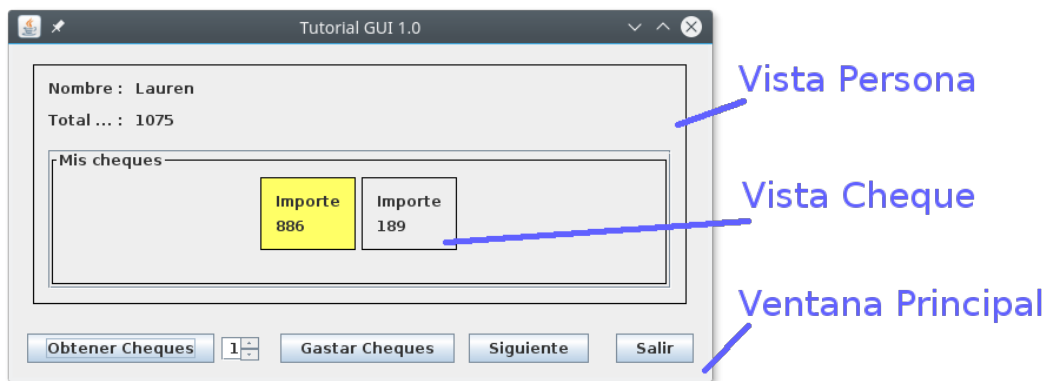 Tutorial GUI 1.0
Nombre : Lauren
Total ... : 1075
Mis cheques
Importe Importe
886 189
Obtener Cheques 1 Gastar Cheques Siguiente Salir
Vista Persona
Vista Cheque
Ventana Principal